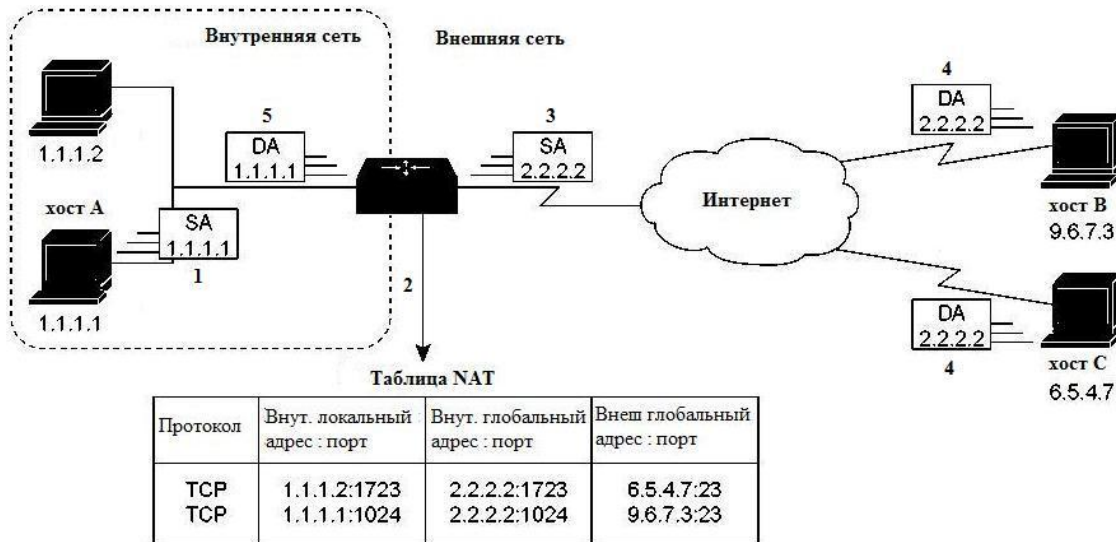 Внутренняя сеть
Внешняя сеть
1.1.1.2
5
DA
1.1.1.1
3
SA
2.2.2.2
4
DA
2.2.2.2
хост A
SA
1.1.1.1
1
1.1.1.1
2
Интернет
хост B
9.6.7.3
DA
2.2.2.2
4
хост C
6.5.4.7
Таблица NAT
Протокол
Внут. локальный
адрес : порт
Внут. глобальный
адрес : порт
Внеш глобальный
адрес : порт
TCP 1.1.1.2:1723 2.2.2.2:1723 6.5.4.7:23
TCP 1.1.1.1:1024 2.2.2.2:1024 9.6.7.3:23